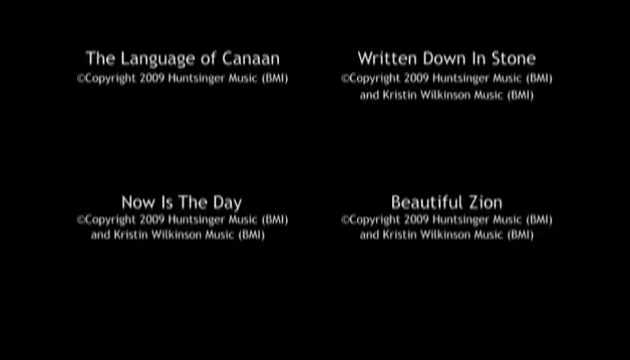 The Language of Canaan
©Copyright 2009 Huntsinger Music (BMI)
Written Down In Stone
©Copyright 2009 Huntsinger Music (BMI)
and Kristin Wilkinson Music (BMI)
Now Is The Day
©Copyright 2009 Huntsinger Music (BMI)
and Kristin Wilkinson Music (BMI)
Beautiful Zion
©Copyright 2009 Huntsinger Music (BMI)
and Kristin Wilkinson Music (BMI)